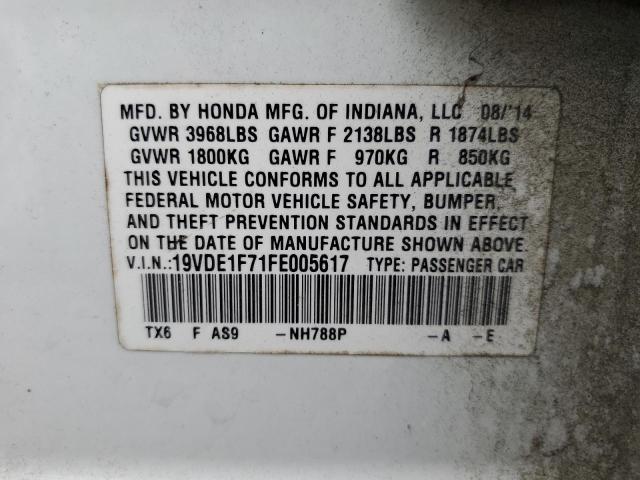 MFD. BY HONDA MFG. OF INDIANA, LLC 08/'14
GVWR 3968LBS GAWR F 2138LBS R 1874LBS
GVWR 1800KG GAWR F 970KG R 850KG
THIS VEHICLE CONFORMS TO ALL APPLICABLE
FEDERAL MOTOR VEHICLE SAFETY, BUMPER,
AND THEFT PREVENTION STANDARDS IN EFFECT
ON THE DATE OF MANUFACTURE SHOWN ABOVE.
V.I.N.:19VDE1F71FE005617 TYPE: PASSENGER CAR
TX6 F AS9 -NH788P -A -E